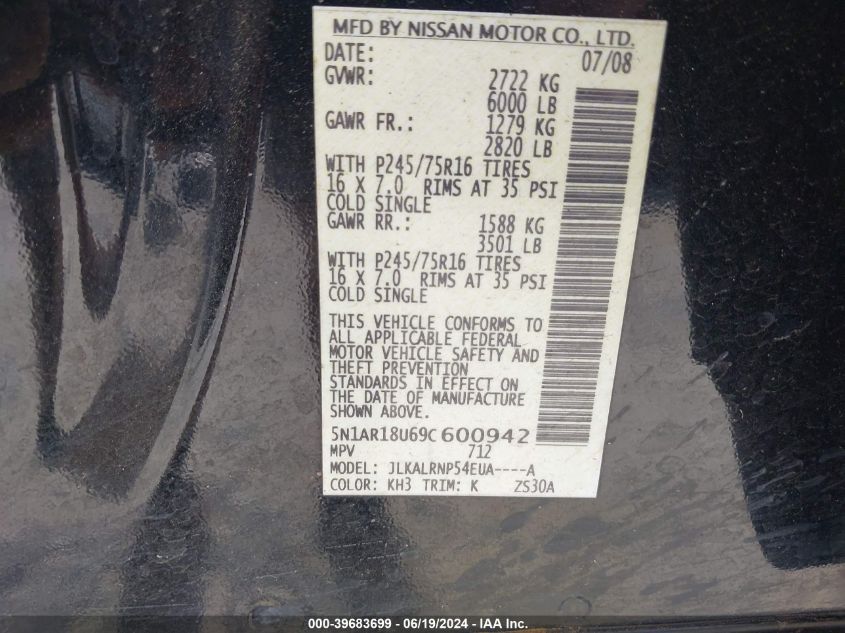 MFD BY NISSAN MOTOR CO., LTD.
DATE: 07/08
GVWR: 2722 KG
6000 LB
GAWR FR.: 1279 KG
2820 LB
WITH P245/75R16 TIRES
16 X 7.0 RIMS AT 35 PSI
COLD SINGLE
GAWR RR.: 1588 KG
3501 LB
WITH P245/75R16 TIRES
16 X 7.0 RIMS AT 35 PSI
COLD SINGLE
THIS VEHICLE CONFORMS TO
ALL APPLICABLE FEDERAL
MOTOR VEHICLE SAFETY AND
THEFT PREVENTION
STANDARDS IN EFFECT ON
THE DATE OF MANUFACTURE
SHOWN ABOVE.
5N1AR18U69C600942
MPV 712
MODEL: JLKALRNP54EUA----A
COLOR: KH3 TRIM: K ZS30A
000-39683699 - 06/19/2024 - IAA Inc.